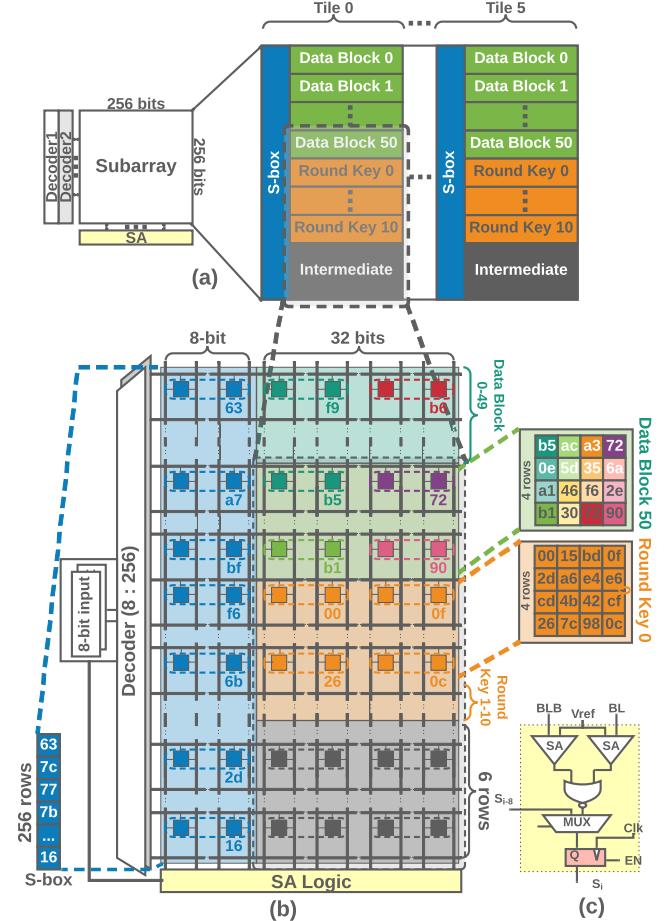 Tile 0
Tile 5
256 bits
256 bits
Decoder1
Decoder2
Subarray
SA
(a)
S-box
Data Block 0
Data Block 1
Data Block 50
Round Key 0
Round Key 10
Intermediate
S-box
Data Block 0
Data Block 1
Data Block 50
Round Key 0
Round Key 10
Intermediate
8-bit
32 bits
63
f9
b6
Data Block
0-49
a7
b5
72
bf
b1
90
f6
00
0f
6b
26
0c
Round
Key 1-10
2d
16
6 rows
Decoder (8 : 256)
8-bit input
256 rows
63
7c
77
7b
...
16
S-box
SA Logic
(b)
4 rows
b5 ac a3 72
0e 5d 35 6a
a1 46 f6 2e
b1 30 72 90
Data Block 50
4 rows
00 15 bd 0f
2d a6 e4 e6
cd 4b 42 cf
26 7c 98 0c
Round Key 0
BLB
BL
Vref
SA
SA
Si-8
MUX
Clk
Q
EN
Si
(c)